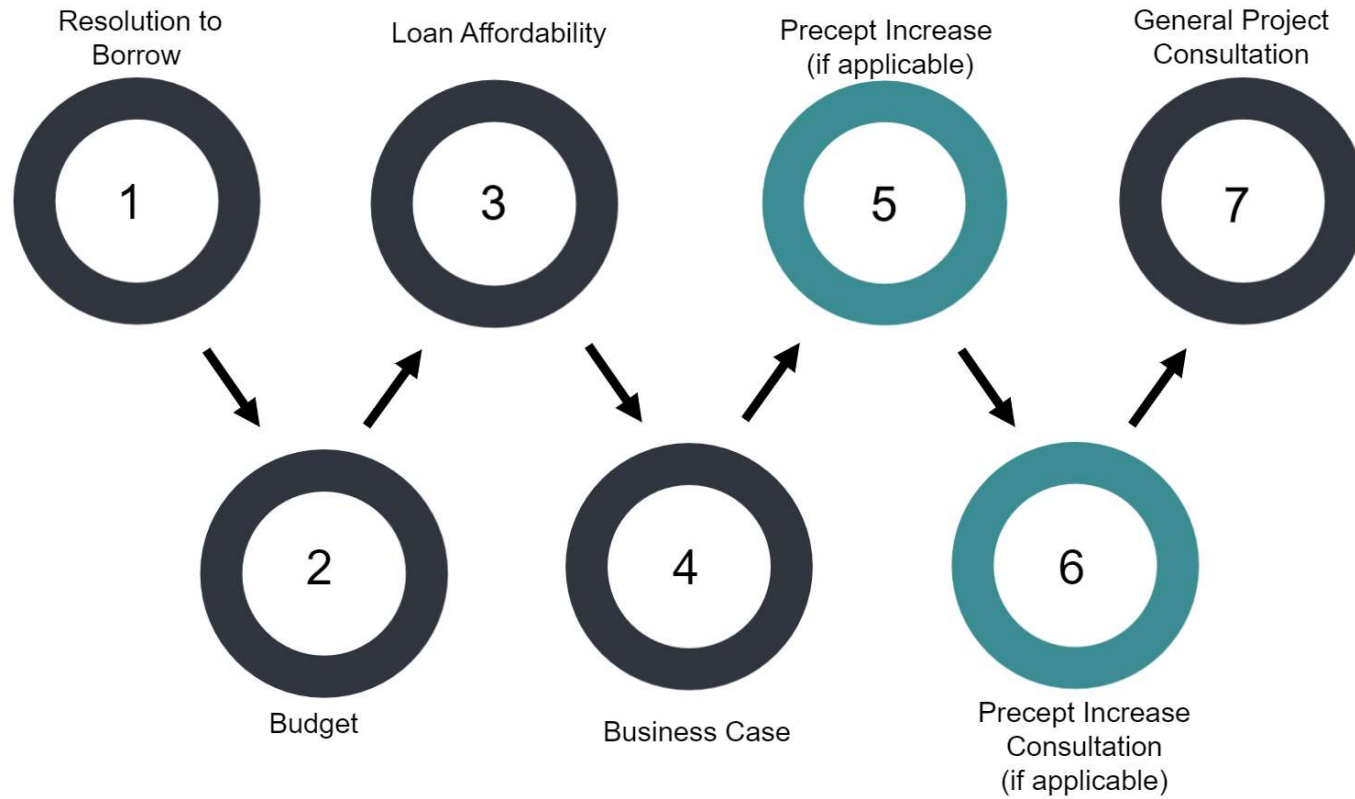 Resolution to
Borrow
1
2
Budget
Loan Affordability
3
4
Business Case
Precept Increase
(if applicable)
5
6
Precept Increase
Consultation
(if applicable)
General Project
Consultation
7